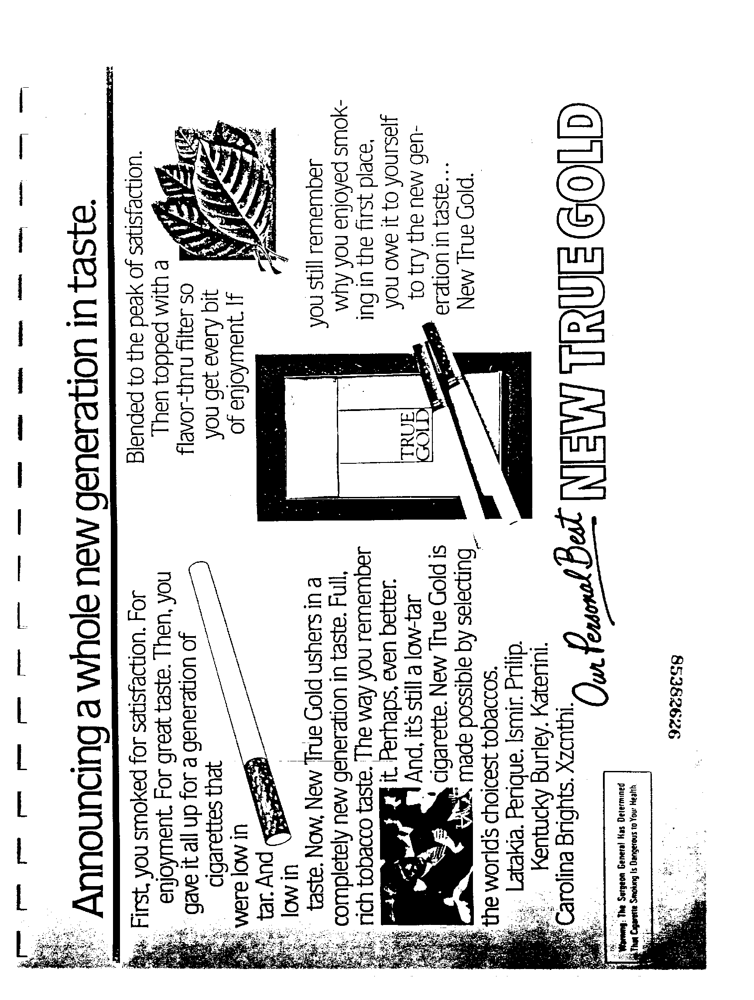 Announcing a whole new generation in taste.
First, you smoked for satisfaction. For
enjoyment. For great taste. Then, you
gave it all up for a generation of
cigarettes that
were low in
tar. And
low in
taste. Now, New True Gold ushers in a
completely new generation in taste. Full,
rich tobacco taste. The way you remember
it. Perhaps, even better.
And, it's still a low-tar
cigarette. New True Gold is
made possible by selecting
the world's choicest tobaccos.
Latakia. Perique. Ismir. Philip.
Kentucky Burley. Katerini.
Carolina Brights. Xzcnthi.
Blended to the peak of satisfaction.
Then topped with a
flavor-thru filter so
you get every bit
of enjoyment. If
you still remember
why you enjoyed smok-
ing in the first place,
you owe it to yourself
to try the new gen-
eration in taste...
New True Gold.
TRUE
GOLD
Our Personal Best NEW TRUE GOLD
Warning: The Surgeon General Has Determined
That Cigarette Smoking Is Dangerous to Your Health
85382626